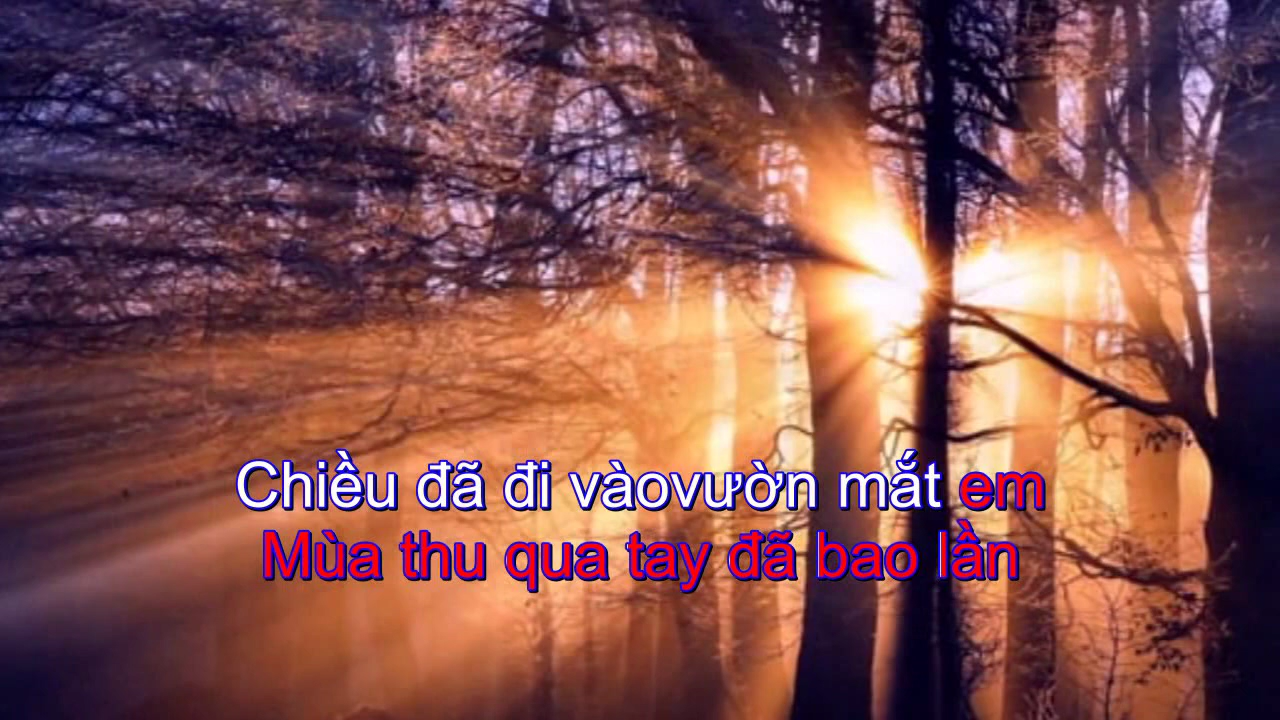 Chiều đã đi vàovườn mắt em
Mùa thu qua tay đã bao lần